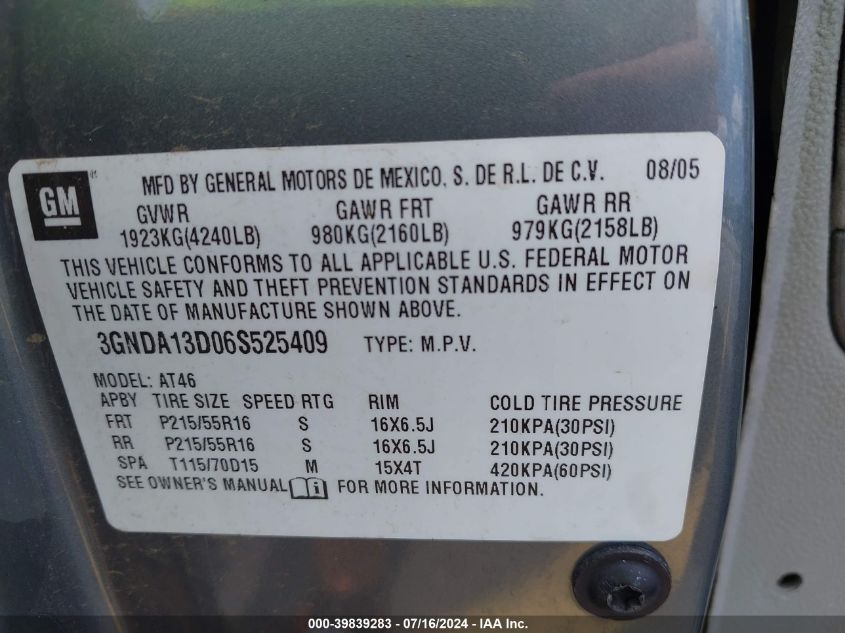 GM
MFD BY GENERAL MOTORS DE MEXICO, S. DE R.L. DE C.V. 08/05
GVWR GAWR FRT GAWR RR
1923KG(4240LB) 980KG(2160LB) 979KG(2158LB)
THIS VEHICLE CONFORMS TO ALL APPLICABLE U.S. FEDERAL MOTOR
VEHICLE SAFETY AND THEFT PREVENTION STANDARDS IN EFFECT ON
THE DATE OF MANUFACTURE SHOWN ABOVE.
3GNDA13D06S525409 TYPE: M.P.V.
MODEL: AT46
APBY TIRE SIZE SPEED RTG RIM COLD TIRE PRESSURE
FRT P215/55R16 S 16X6.5J 210KPA(30PSI)
RR P215/55R16 S 16X6.5J 210KPA(30PSI)
SPA T115/70D15 M 15X4T 420KPA(60PSI)
SEE OWNER'S MANUAL FOR MORE INFORMATION.
000-39839283 - 07/16/2024 - IAA Inc.